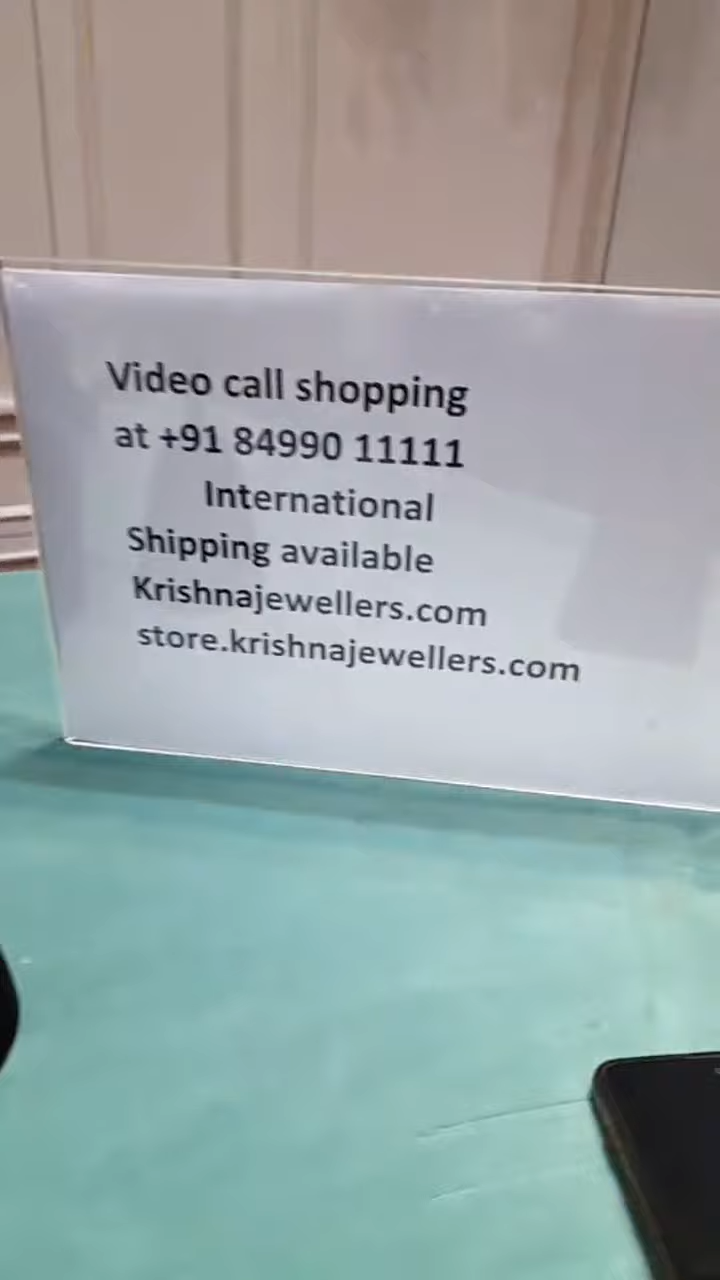 Video call shopping
at +91 84990 11111
International
Shipping available
Krishnajewellers.com
store.krishnajewellers.com